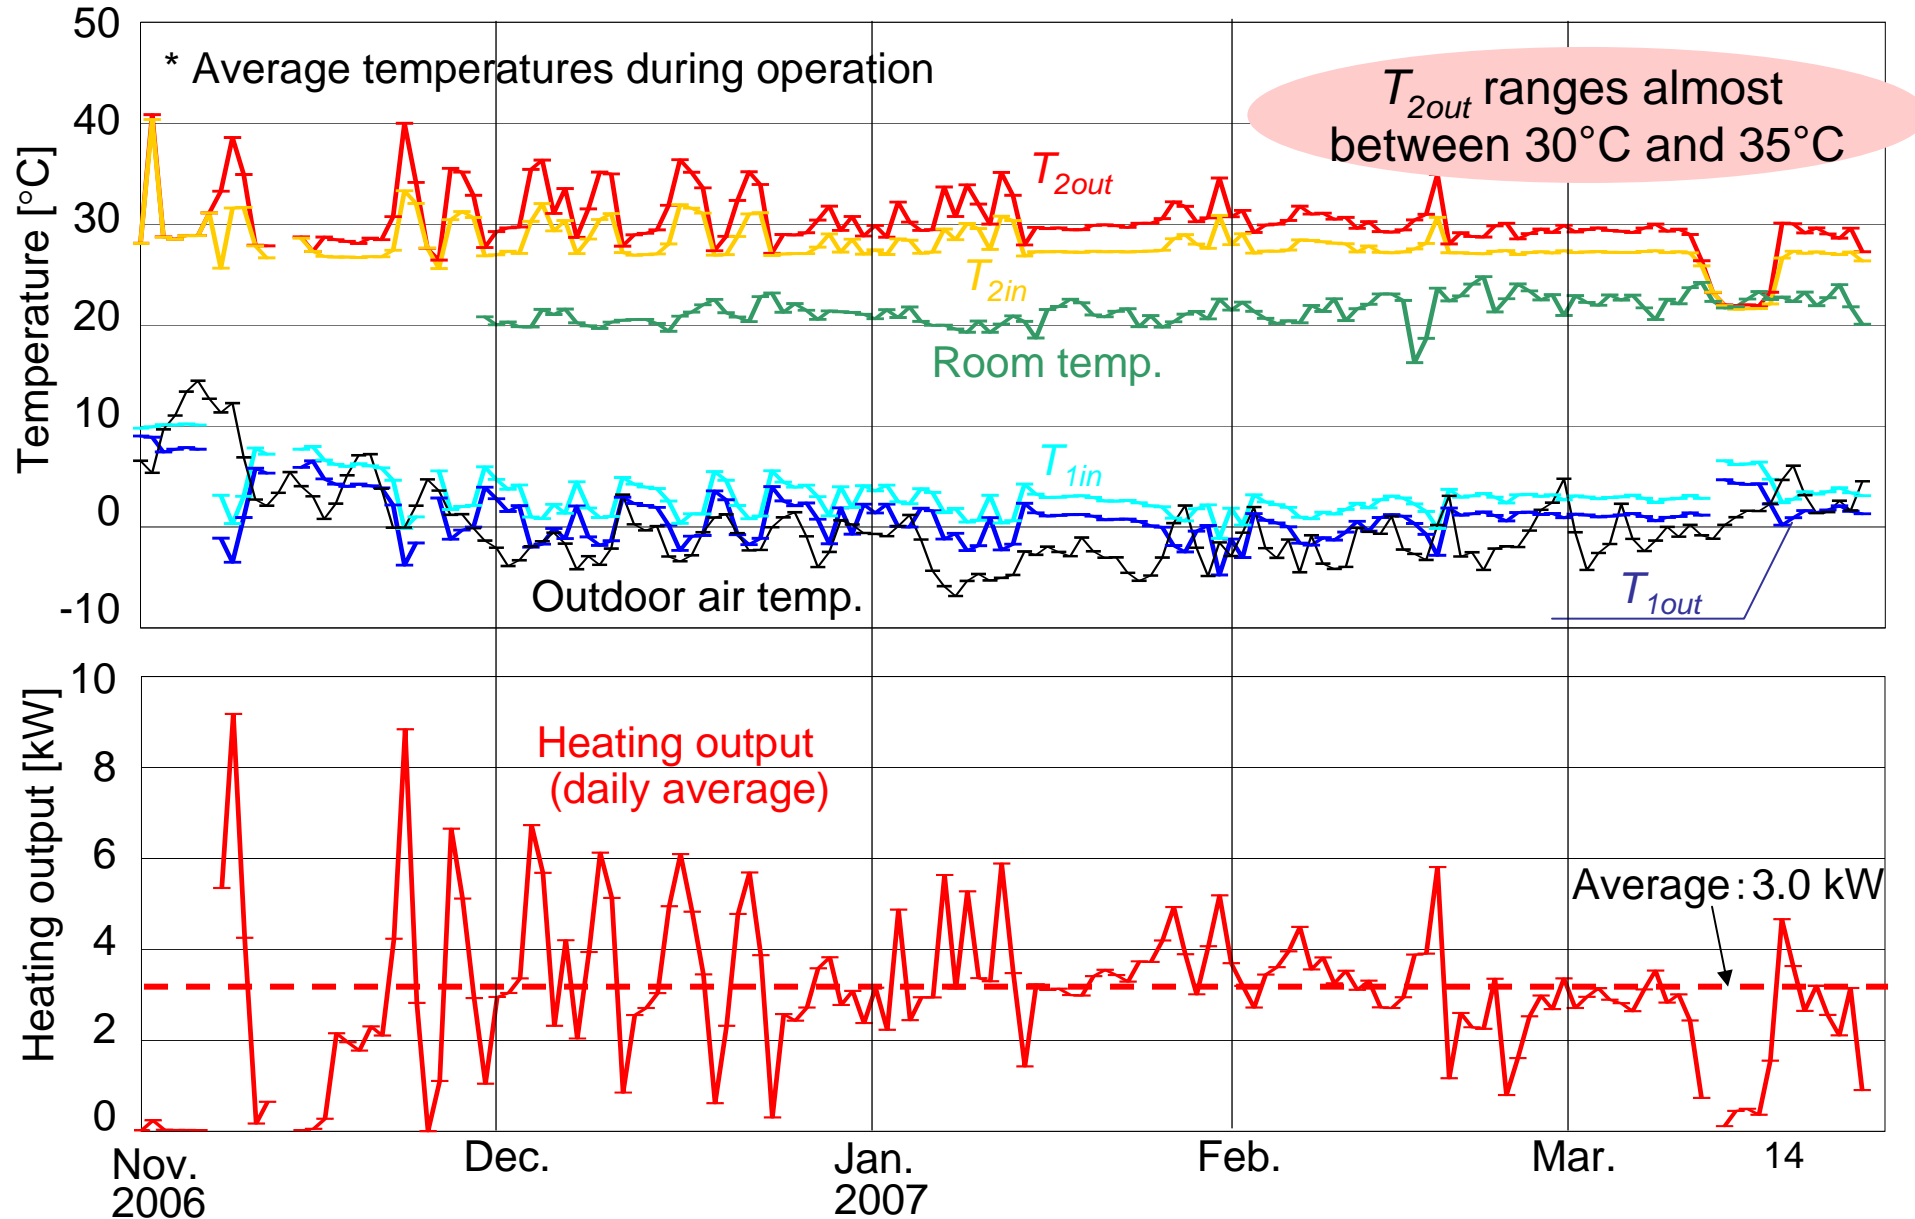 * Average temperatures during operation
T2out ranges almost
between 30°C and 35°C
Temperature [°C]
50
40
30
20
10
0
-10
T2out
T2in
Room temp.
T1in
Outdoor air temp.
T1out
Heating output [kW]
10
8
6
4
2
0
Heating output
(daily average)
Average : 3.0 kW
Nov. Dec. Jan. Feb. Mar. 14
2006 2007